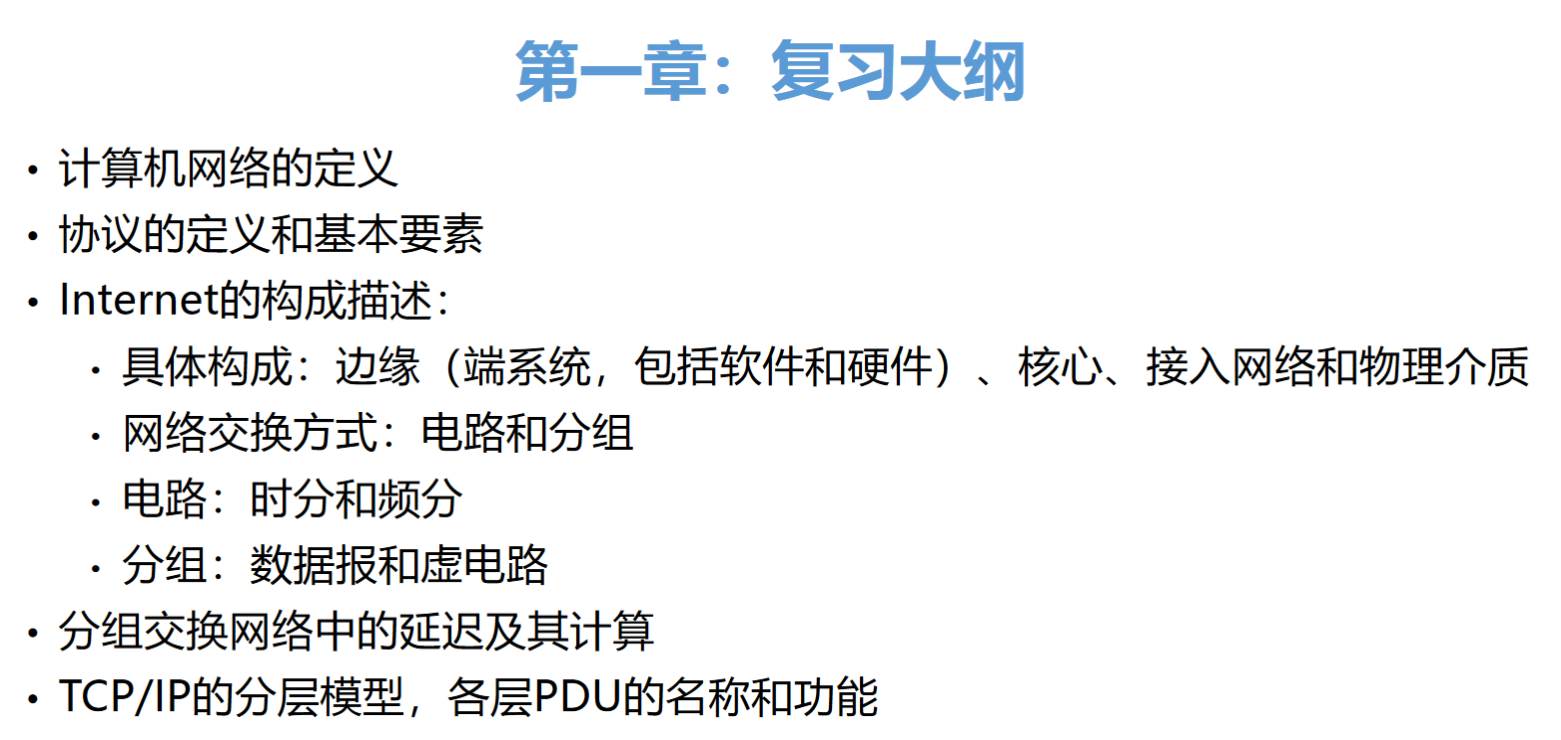 第一章：复习大纲
• 计算机网络的定义
• 协议的定义和基本要素
• Internet的构成描述：
• 具体构成：边缘（端系统，包括软件和硬件）、核心、接入网络和物理介质
• 网络交换方式：电路和分组
• 电路：时分和频分
• 分组：数据报和虚电路
• 分组交换网络中的延迟及其计算
• TCP/IP的分层模型，各层PDU的名称和功能